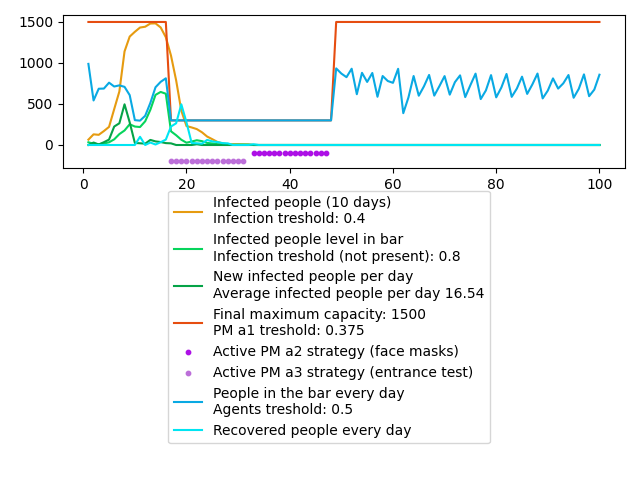 1500
1000
500
0
0 20 40 60 80 100
Infected people (10 days)
Infection treshold: 0.4
Infected people level in bar
Infection treshold (not present): 0.8
New infected people per day
Average infected people per day 16.54
Final maximum capacity: 1500
PM a1 treshold: 0.375
Active PM a2 strategy (face masks)
Active PM a3 strategy (entrance test)
People in the bar every day
Agents treshold: 0.5
Recovered people every day